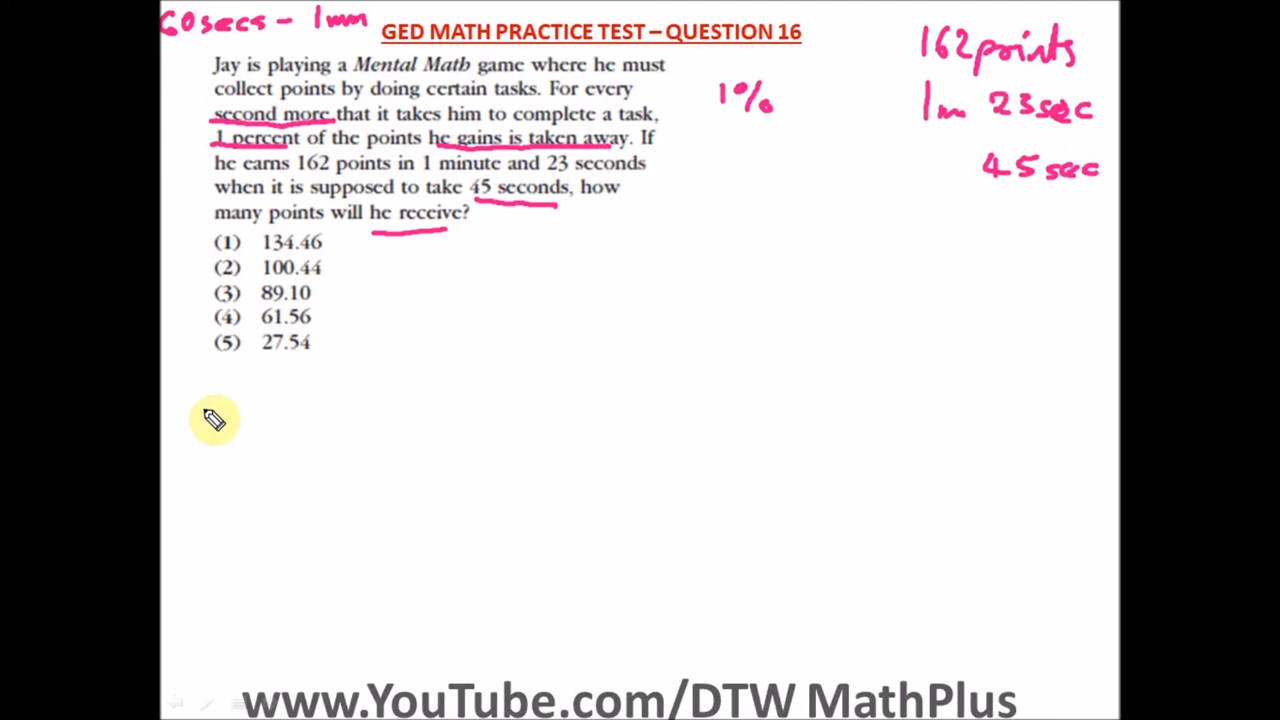 60secs - 1mm
GED MATH PRACTICE TEST – QUESTION 16
162points
Jay is playing a Mental Math game where he must
collect points by doing certain tasks. For every
1%
1m 23sec
second more that it takes him to complete a task,
1 percent of the points he gains is taken away. If
he earns 162 points in 1 minute and 23 seconds
45sec
when it is supposed to take 45 seconds, how
many points will he receive?
(1) 134.46
(2) 100.44
(3) 89.10
(4) 61.56
(5) 27.54
www.YouTube.com/DTW MathPlus